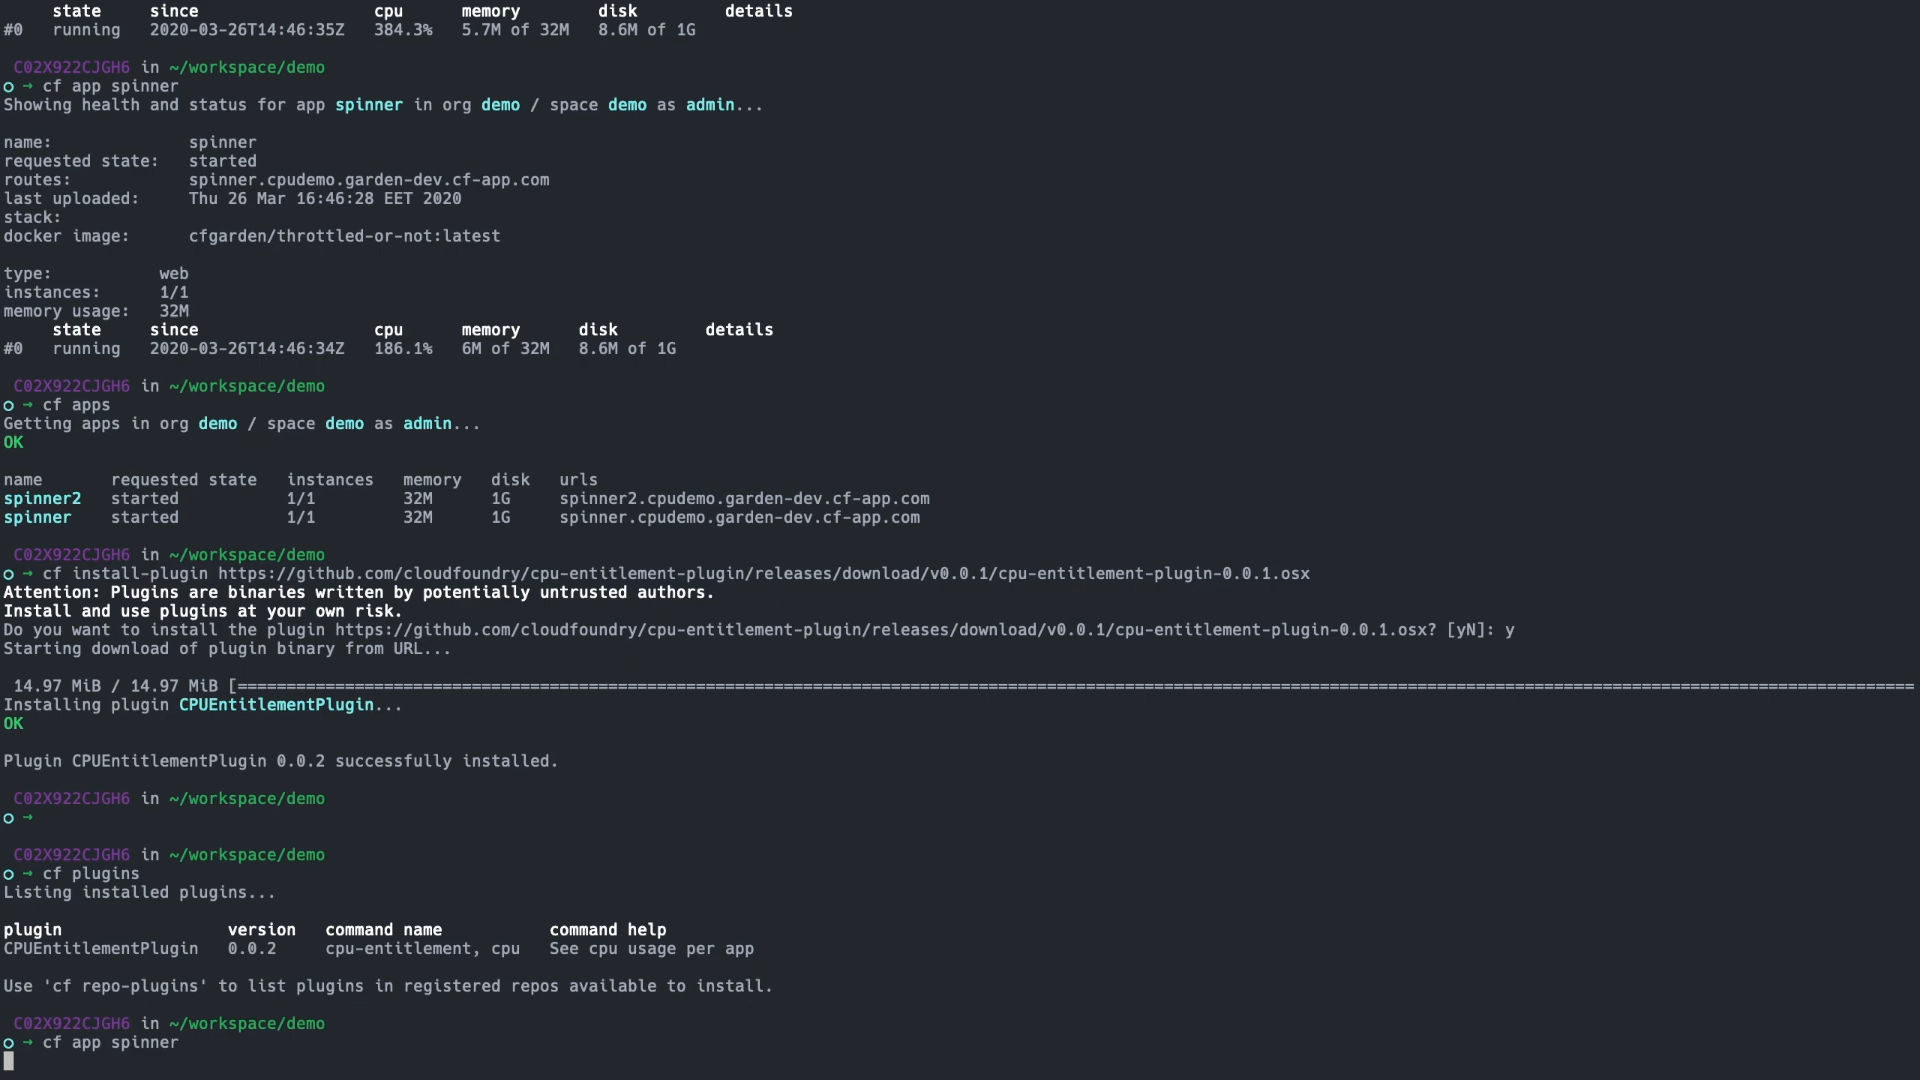 state since cpu memory disk details
#0 running 2020-03-26T14:46:35Z 384.3% 5.7M of 32M 8.6M of 1G
C02X922CJGH6 in ~/workspace/demo
○ → cf app spinner
Showing health and status for app spinner in org demo / space demo as admin...
name: spinner
requested state: started
routes: spinner.cpudemo.garden-dev.cf-app.com
last uploaded: Thu 26 Mar 16:46:28 EET 2020
stack:
docker image: cfgarden/throttled-or-not:latest
type: web
instances: 1/1
memory usage: 32M
state since cpu memory disk details
#0 running 2020-03-26T14:46:34Z 186.1% 6M of 32M 8.6M of 1G
C02X922CJGH6 in ~/workspace/demo
○ → cf apps
Getting apps in org demo / space demo as admin...
OK
name requested state instances memory disk urls
spinner2 started 1/1 32M 1G spinner2.cpudemo.garden-dev.cf-app.com
spinner started 1/1 32M 1G spinner.cpudemo.garden-dev.cf-app.com
C02X922CJGH6 in ~/workspace/demo
○ → cf install-plugin https://github.com/cloudfoundry/cpu-entitlement-plugin/releases/download/v0.0.1/cpu-entitlement-plugin-0.0.1.osx
Attention: Plugins are binaries written by potentially untrusted authors.
Install and use plugins at your own risk.
Do you want to install the plugin https://github.com/cloudfoundry/cpu-entitlement-plugin/releases/download/v0.0.1/cpu-entitlement-plugin-0.0.1.osx? [yN]: y
Starting download of plugin binary from URL...
14.97 MiB / 14.97 MiB [============================================================================================================================================================================
Installing plugin CPUEntitlementPlugin...
OK
Plugin CPUEntitlementPlugin 0.0.2 successfully installed.
C02X922CJGH6 in ~/workspace/demo
○ →
C02X922CJGH6 in ~/workspace/demo
○ → cf plugins
Listing installed plugins...
plugin version command name command help
CPUEntitlementPlugin 0.0.2 cpu-entitlement, cpu See cpu usage per app
Use 'cf repo-plugins' to list plugins in registered repos available to install.
C02X922CJGH6 in ~/workspace/demo
○ → cf app spinner